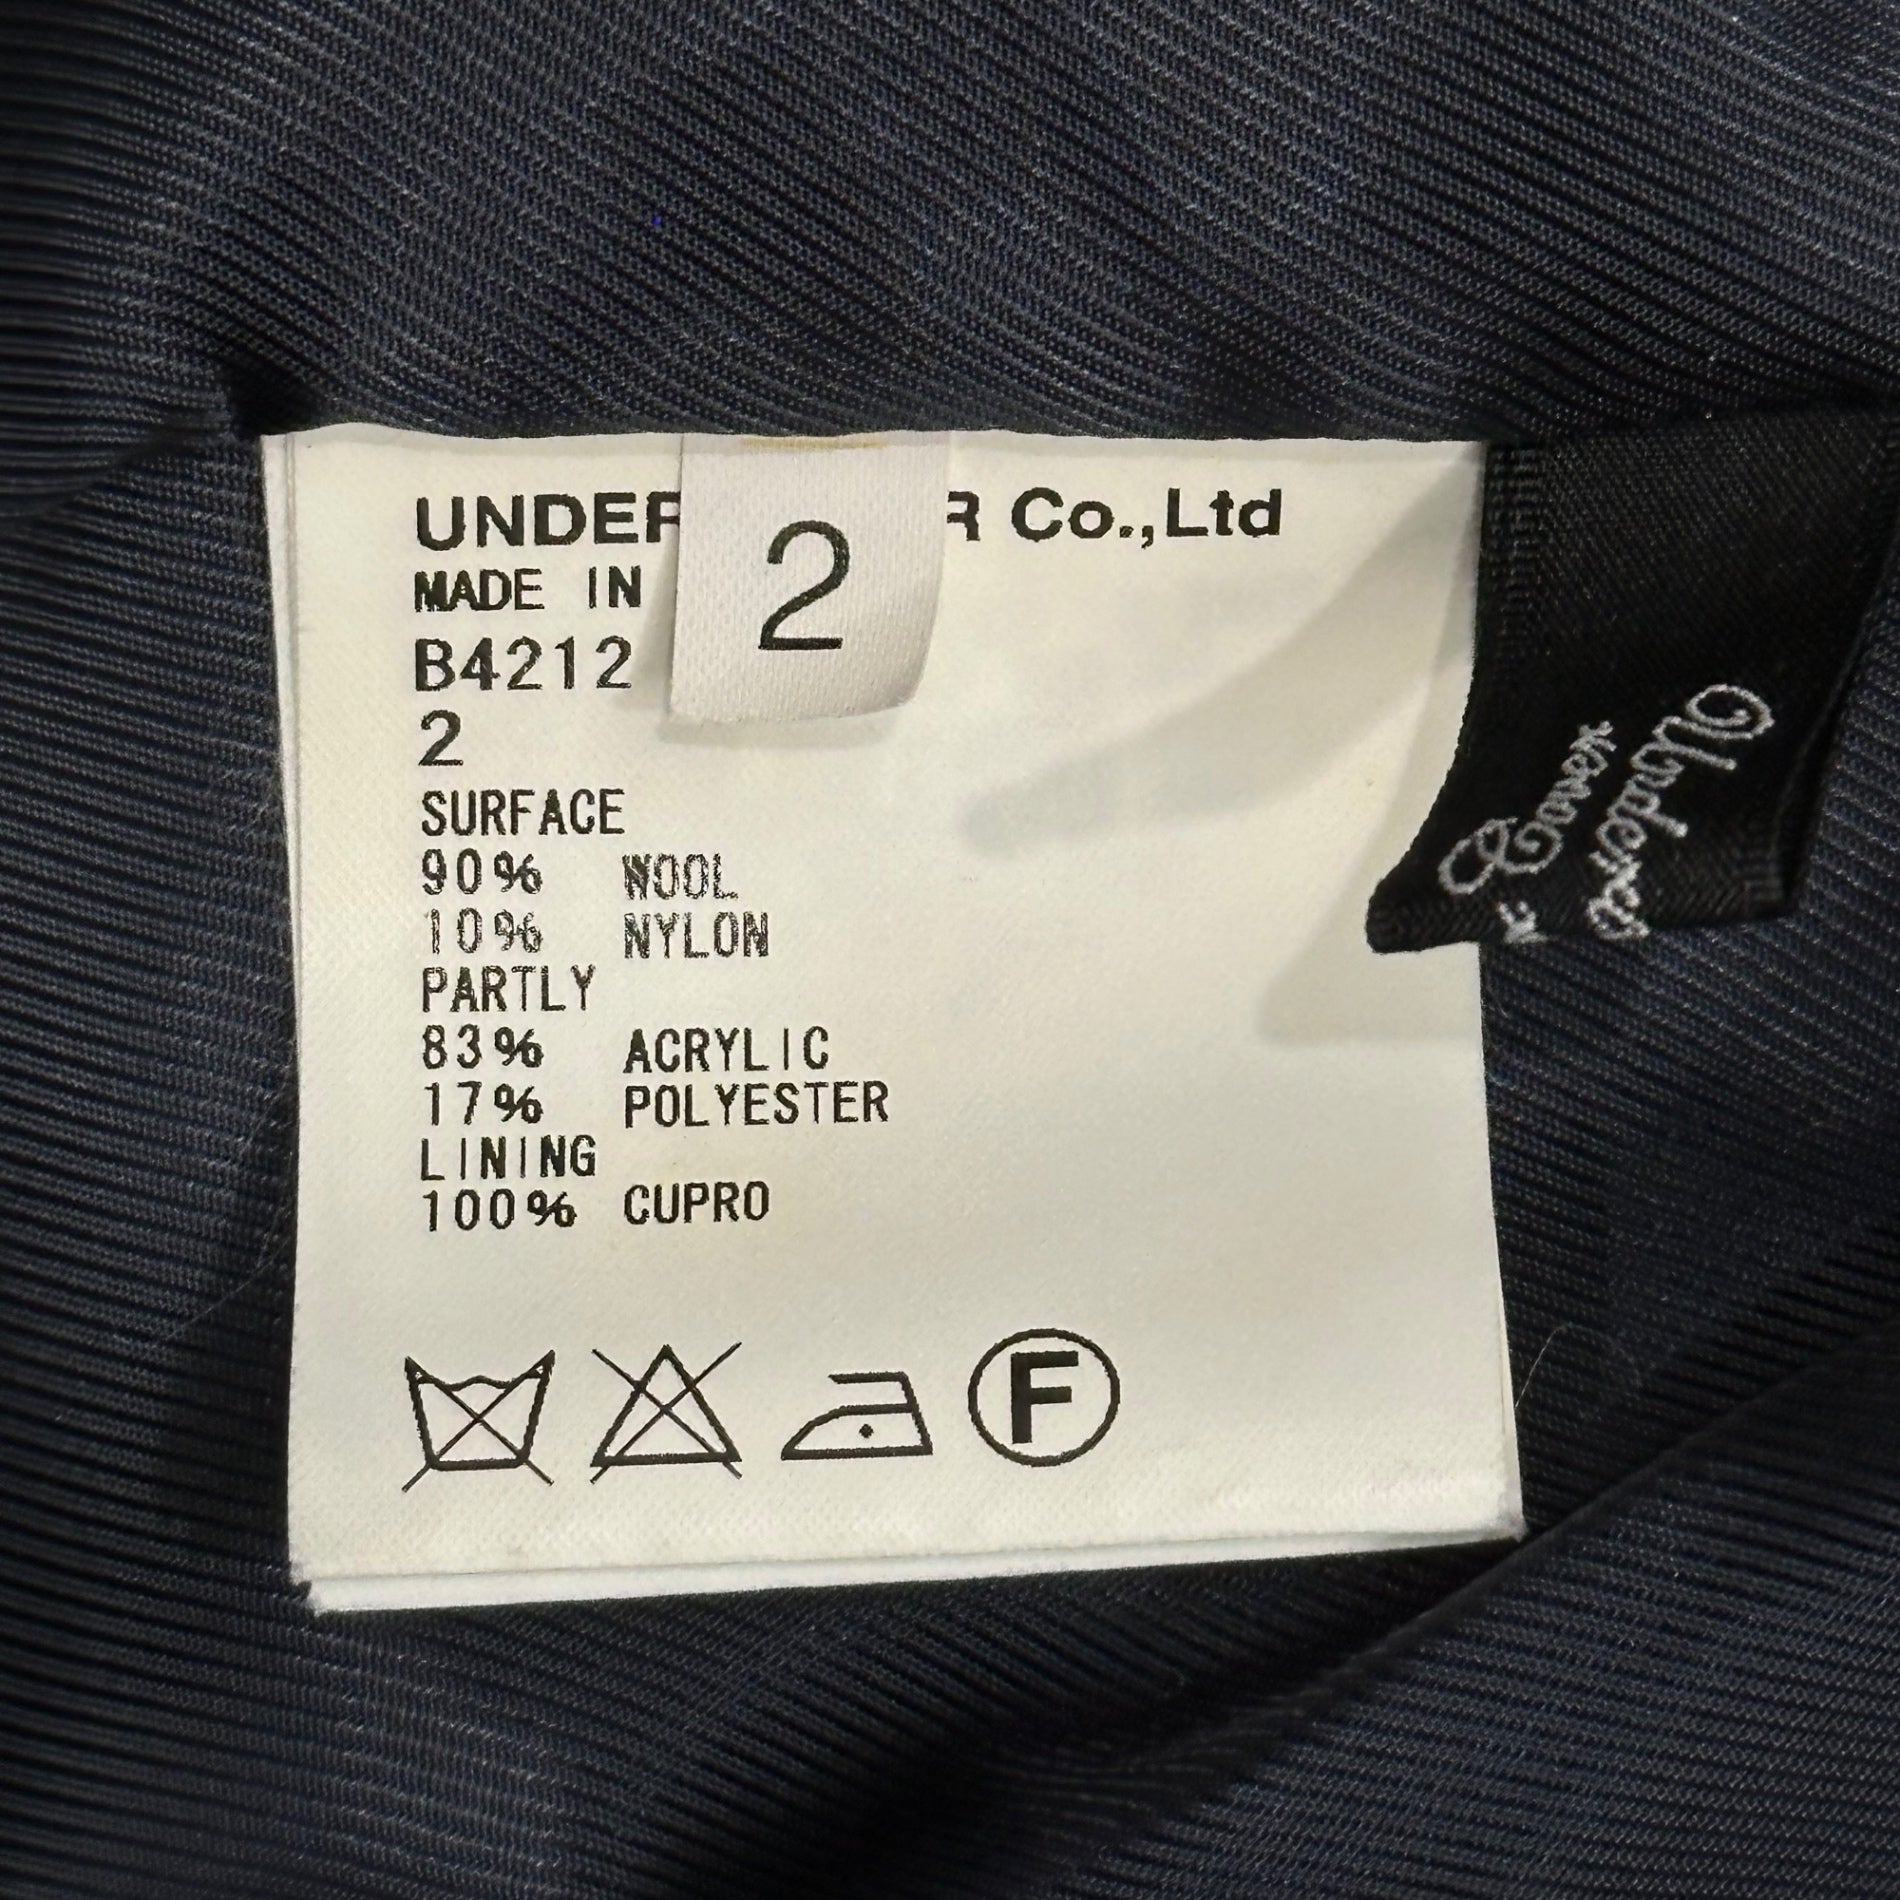 UNDER R Co.,Ltd
2
MADE IN
B4212
2
SURFACE
90% WOOL
10% NYLON
PARTLY
83% ACRYLIC
17% POLYESTER
LINING
100% CUPRO
F